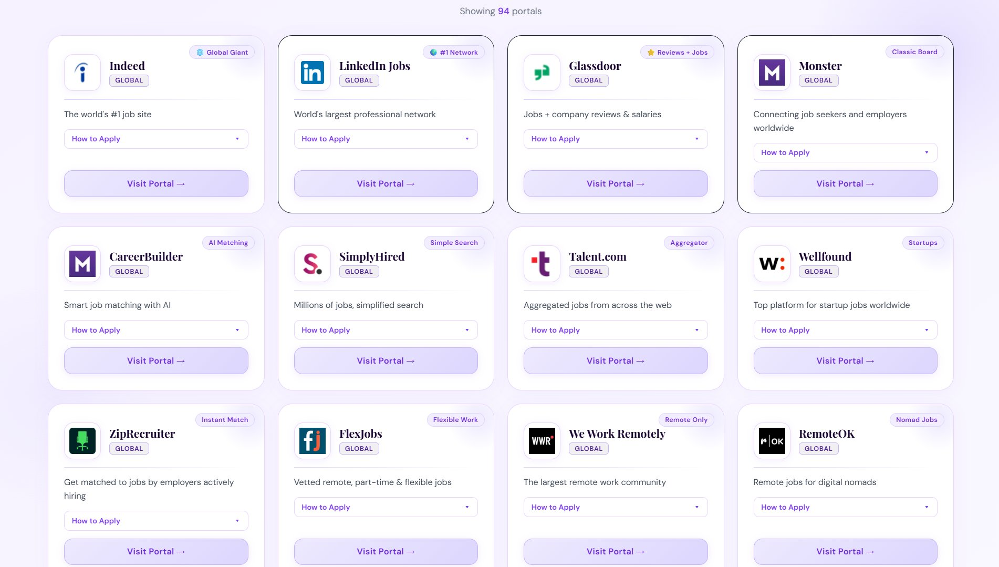 Showing 94 portals
🌐 Global Giant
Indeed
GLOBAL
The world's #1 job site
How to Apply ▼
Visit Portal →
🌍 #1 Network
in
LinkedIn Jobs
GLOBAL
World's largest professional network
How to Apply ▼
Visit Portal →
⭐ Reviews + Jobs
Glassdoor
GLOBAL
Jobs + company reviews & salaries
How to Apply ▼
Visit Portal →
Classic Board
M
Monster
GLOBAL
Connecting job seekers and employers
worldwide
How to Apply ▼
Visit Portal →
AI Matching
M
CareerBuilder
GLOBAL
Smart job matching with AI
How to Apply ▼
Visit Portal →
Simple Search
S.
SimplyHired
GLOBAL
Millions of jobs, simplified search
How to Apply ▼
Visit Portal →
Aggregator
t
Talent.com
GLOBAL
Aggregated jobs from across the web
How to Apply ▼
Visit Portal →
Startups
w:
Wellfound
GLOBAL
Top platform for startup jobs worldwide
How to Apply ▼
Visit Portal →
Instant Match
ZipRecruiter
GLOBAL
Get matched to jobs by employers actively
hiring
How to Apply ▼
Visit Portal →
Flexible Work
fj
FlexJobs
GLOBAL
Vetted remote, part-time & flexible jobs
How to Apply ▼
Visit Portal →
Remote Only
WWR
We Work Remotely
GLOBAL
The largest remote work community
How to Apply ▼
Visit Portal →
Nomad Jobs
r|OK
RemoteOK
GLOBAL
Remote jobs for digital nomads
How to Apply ▼
Visit Portal →